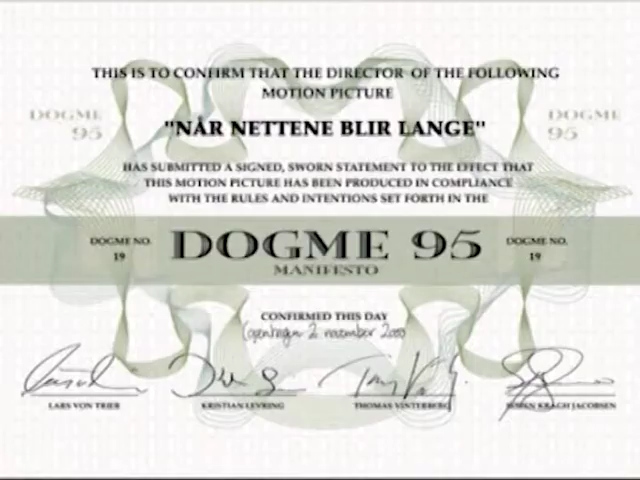 THIS IS TO CONFIRM THAT THE DIRECTOR OF THE FOLLOWING
MOTION PICTURE
DOGME
95
DOGME
95
"NÅR NETTENE BLIR LANGE"
HAS SUBMITTED A SIGNED, SWORN STATEMENT TO THE EFFECT THAT
THIS MOTION PICTURE HAS BEEN PRODUCED IN COMPLIANCE
WITH THE RULES AND INTENTIONS SET FORTH IN THE
DOGME NO.
19
DOGME 95
MANIFESTO
DOGME NO.
19
CONFIRMED THIS DAY
Copenhagen 2. november 2000
LARS VON TRIER
KRISTIAN LEVRING
THOMAS VINTERBERG
SØREN KRAGH JACOBSEN